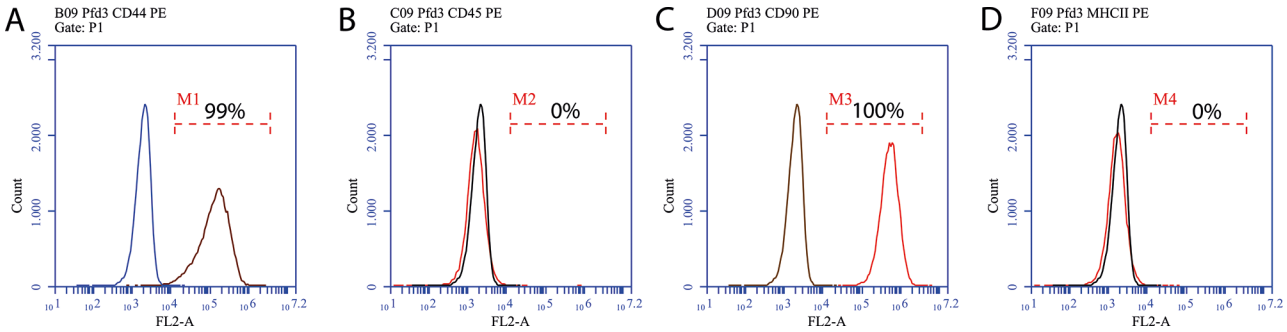 A
B09 Pfd3 CD44 PE
Gate: P1
3.200
2.000
1.000
0
Count
M1
99%
10 1
10 2
10 3
10 4
10 5
10 6
10 7.2
FL2-A
B
C09 Pfd3 CD45 PE
Gate: P1
3.200
2.000
1.000
0
Count
M2
0%
10 1
10 2
10 3
10 4
10 5
10 6
10 7.2
FL2-A
C
D09 Pfd3 CD90 PE
Gate: P1
3.200
2.000
1.000
0
Count
M3
100%
10 1
10 2
10 3
10 4
10 5
10 6
10 7.2
FL2-A
D
F09 Pfd3 MHCII PE
Gate: P1
3.200
2.000
1.000
0
Count
M4
0%
10 1
10 2
10 3
10 4
10 5
10 6
10 7.2
FL2-A